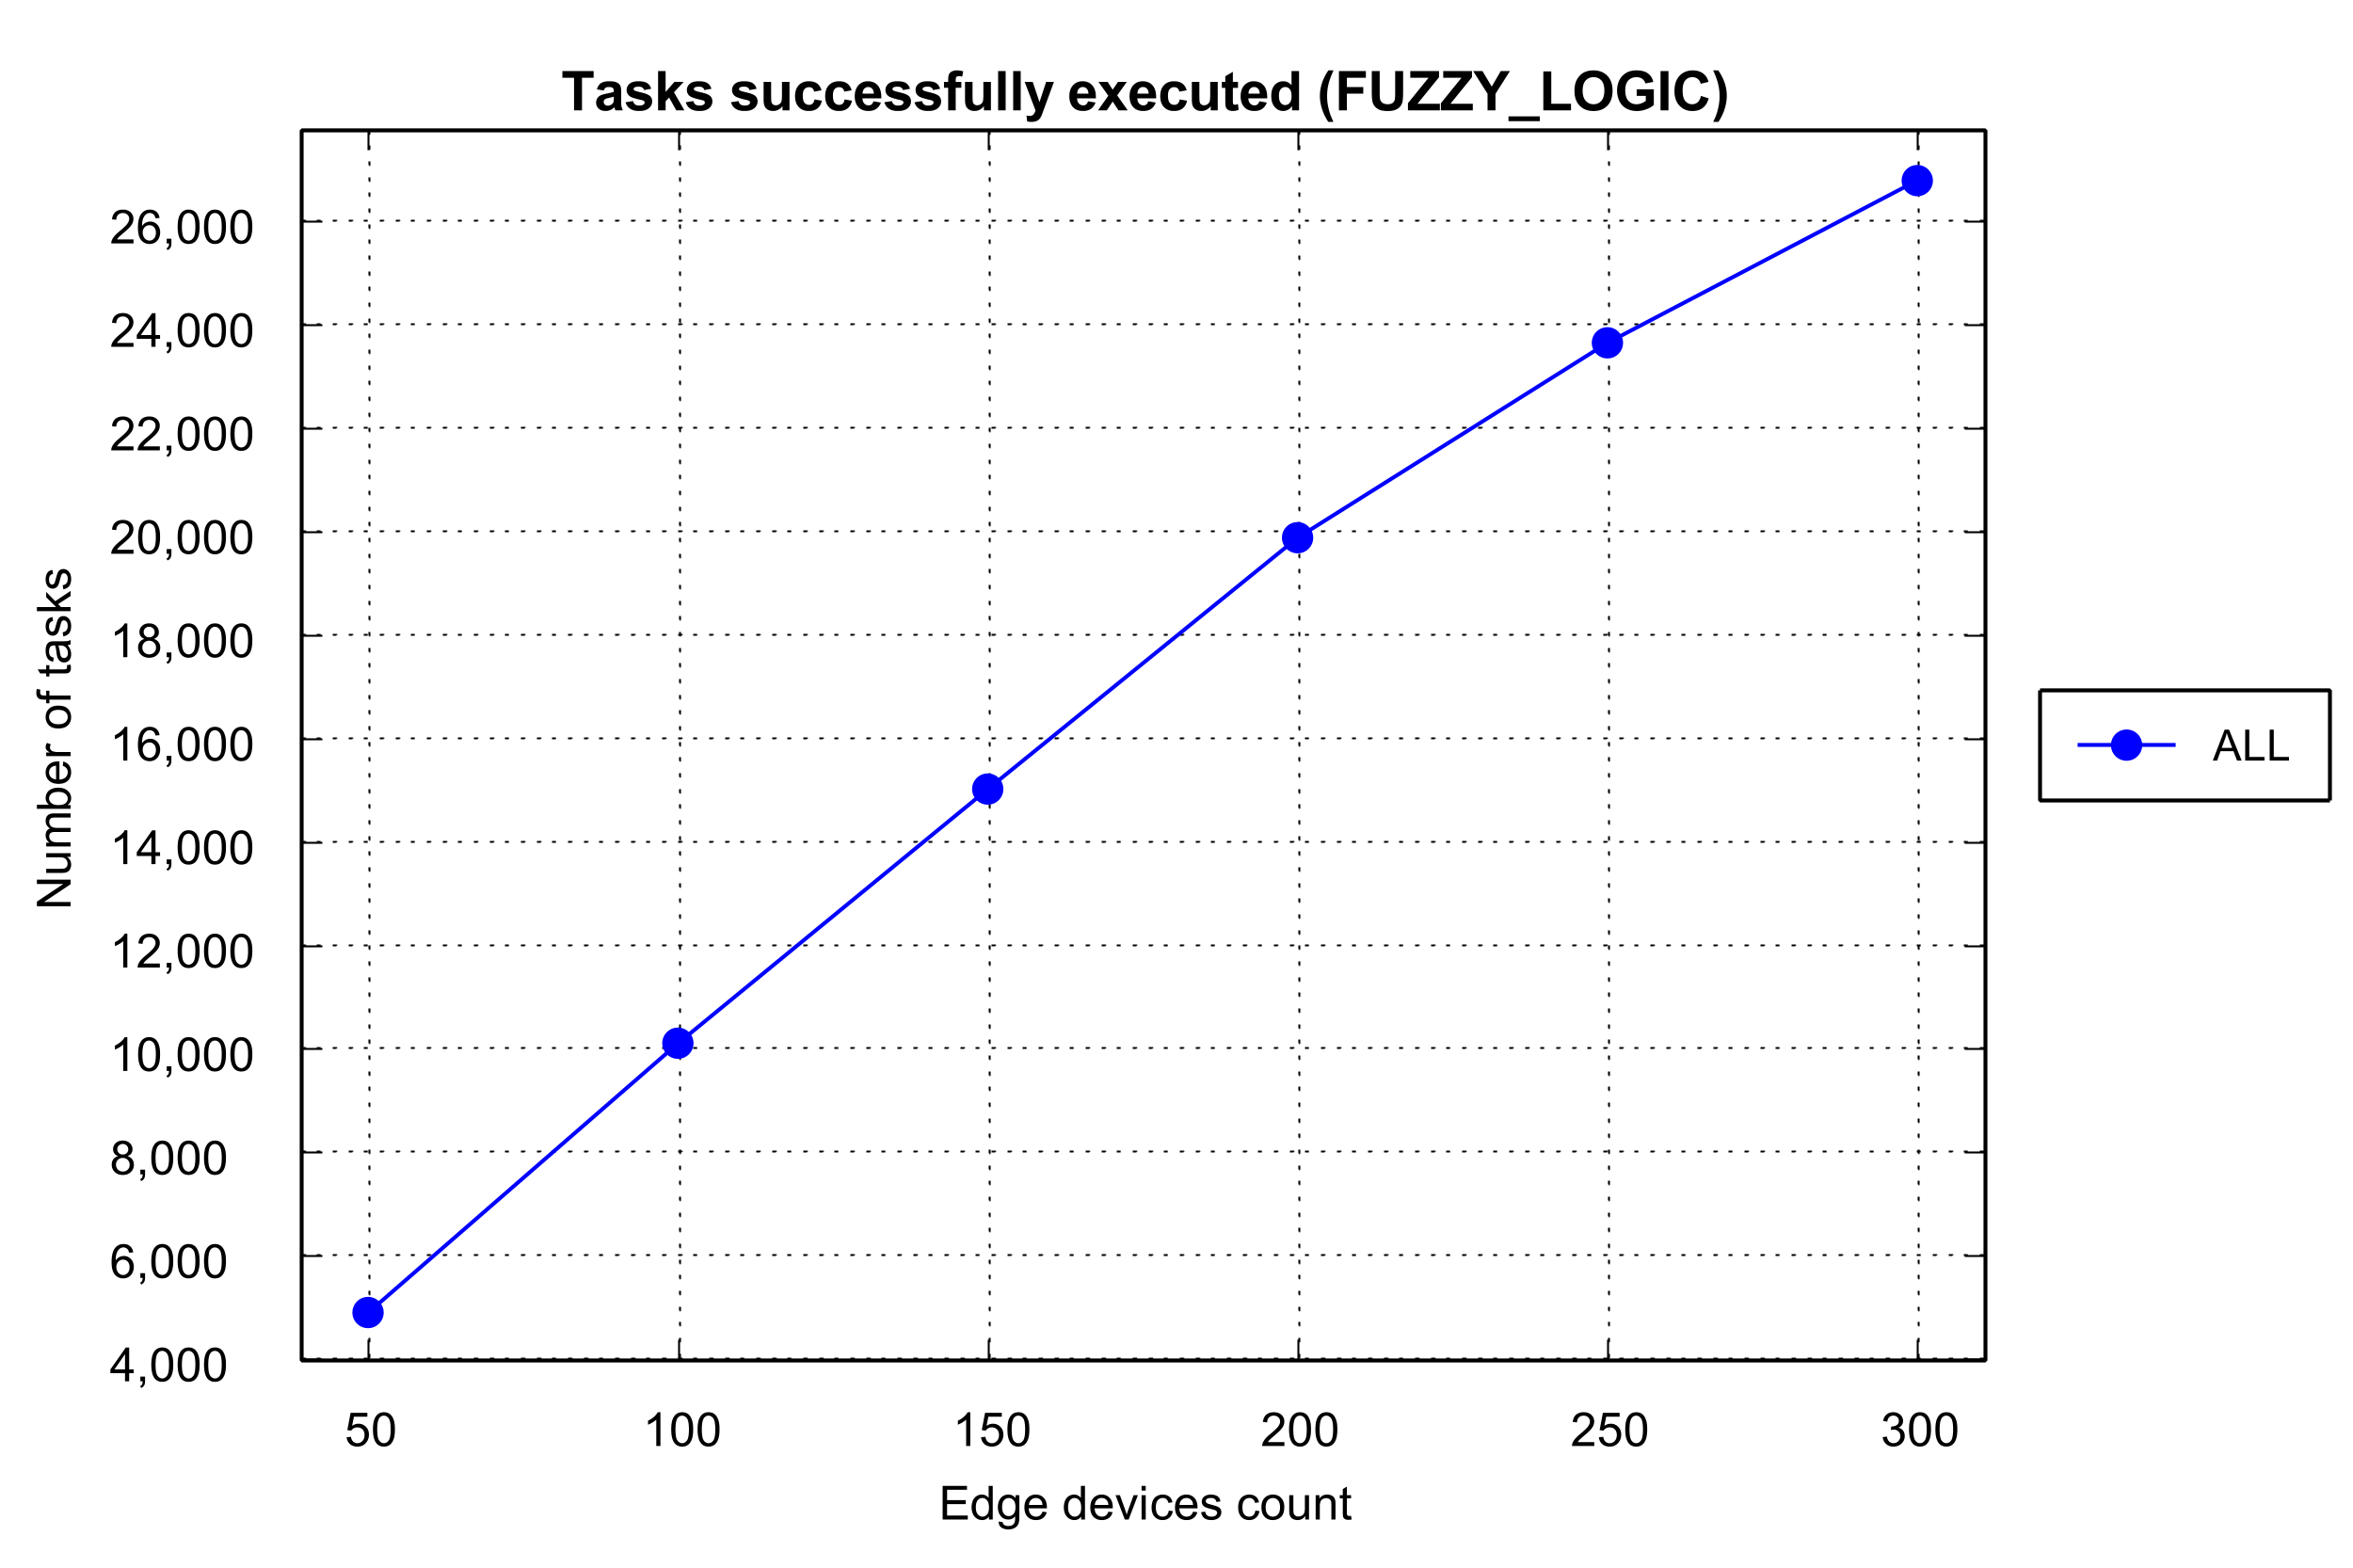 Tasks successfully executed (FUZZY_LOGIC)
26,000
24,000
22,000
20,000
18,000
16,000
14,000
12,000
10,000
8,000
6,000
4,000
Number of tasks
50 100 150 200 250 300
Edge devices count
ALL